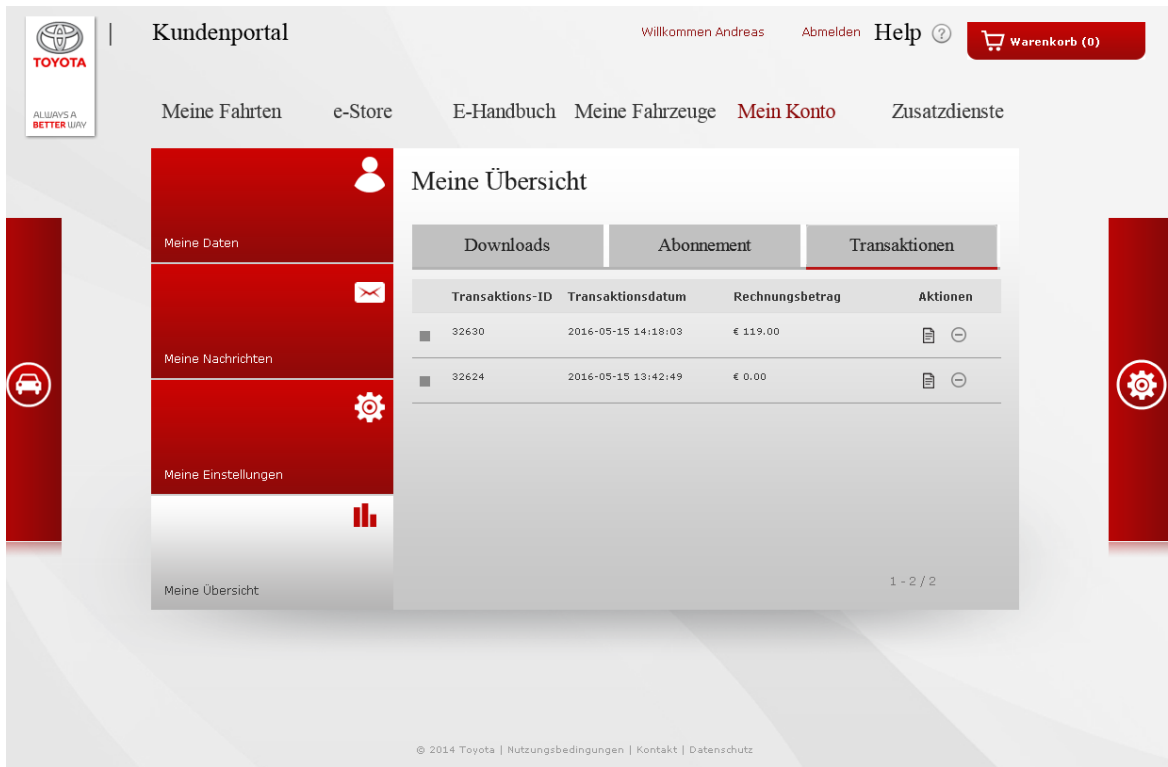 TOYOTA
ALWAYS A
BETTER WAY
Kundenportal
Willkommen Andreas Abmelden Help ? Warenkorb (0)
Meine Fahrten e-Store E-Handbuch Meine Fahrzeuge Mein Konto Zusatzdienste
Meine Daten
Meine Nachrichten
Meine Einstellungen
Meine Übersicht
Meine Übersicht
Downloads Abonnement Transaktionen
Transaktions-ID Transaktionsdatum Rechnungsbetrag Aktionen
32630 2016-05-15 14:18:03 € 119.00
32624 2016-05-15 13:42:49 € 0.00
1 - 2 / 2
© 2014 Toyota | Nutzungsbedingungen | Kontakt | Datenschutz